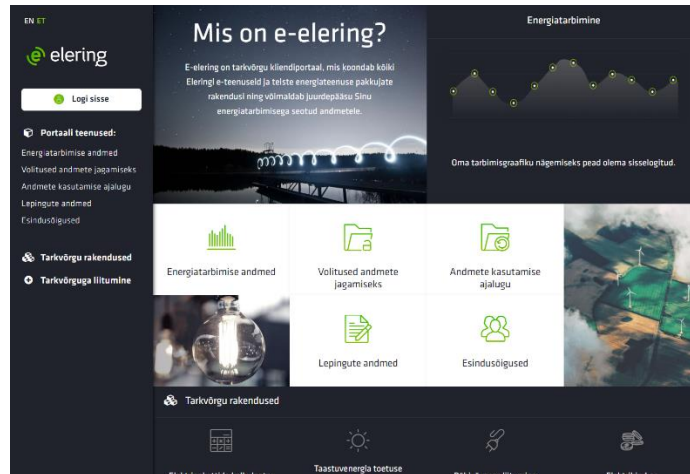 EN ET
elering
Logi sisse
Portaali teenused:
Energiatarbimise andmed
Volitused andmete jagamiseks
Andmete kasutamise ajalugu
Lepingute andmed
Esindusõigused
Tarkvõrgu rakendused
Tarkvõrguga liitumine
Mis on e-elering?
E-elering on tarkvõrgu kliendiportaal, mis koondab kõiki
Eleringi e-teenuseid ja teiste energiateenuse pakkujate
rakendusi ning võimaldab juurdepääsu Sinu
energiatarbimisega seotud andmetele.
Energiatarbimine
Oma tarbimisgraafiku nägemiseks pead olema sisselogitud.
Energiatarbimise andmed
Volitused andmete
jagamiseks
Andmete kasutamise
ajalugu
Lepingute andmed
Esindusõigused
Tarkvõrgu rakendused
Taastuvenergia toetuse